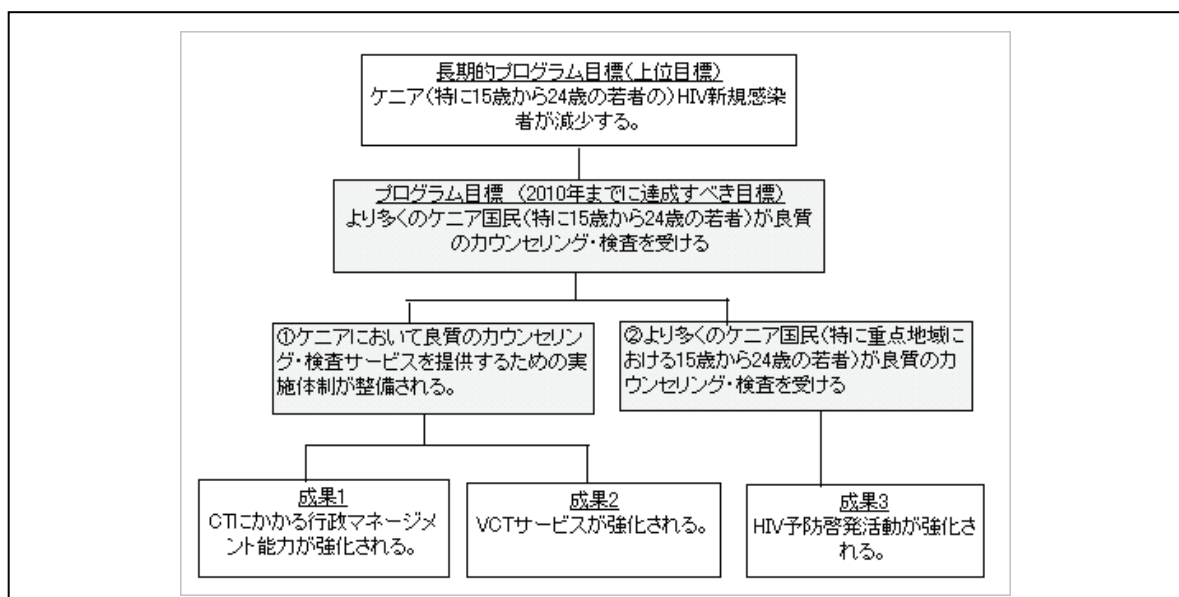 長期的プログラム目標(上位目標)
ケニア(特に15歳から24歳の若者の)HIV新規感染
者が減少する。
プログラム目標 (2010年までに達成すべき目標)
より多くのケニア国民(特に15歳から24歳の若者)が良質
のカウンセリング・検査を受ける
①ケニアにおいて良質のカウンセリン
グ・検査サービスを提供するための実
施体制が整備される。
②より多くのケニア国民(特に重点地域に
おける15歳から24歳の若者)が良質のカ
ウンセリング・検査を受ける
成果1
CTにかかる行政マネージメ
ント能力が強化される。
成果2
VCTサービスが強化される。
成果3
HIV予防啓発活動が強化さ
れる。